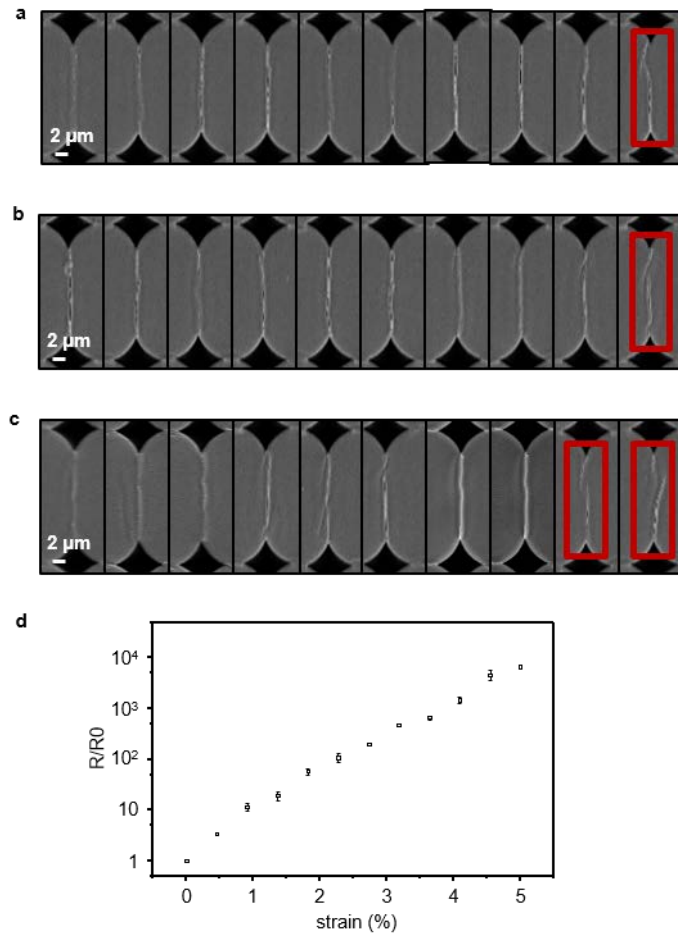 a
2 µm
b
2 µm
c
2 µm
d
10⁴
10³
10²
10
1
R/R0
0 1 2 3 4 5
strain (%)